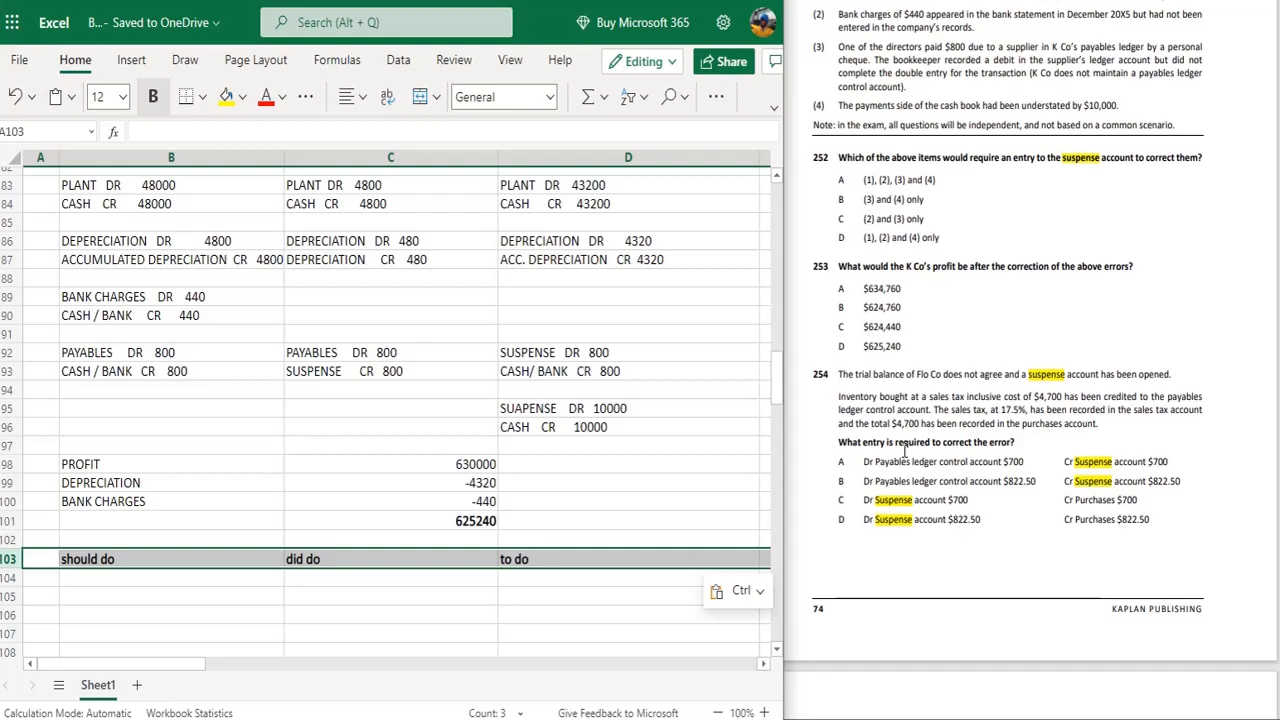 B... - Saved to OneDrive
Search (Alt + Q)
Buy Microsoft 365
File Home Insert Draw Page Layout Formulas Data Review View Help Editing Share
12 B A General
A103 fx
A B C D
83 PLANT DR 48000 PLANT DR 4800 PLANT DR 43200
84 CASH CR 48000 CASH CR 4800 CASH CR 43200
85
86 DEPERECIATION DR 4800 DEPRECIATION DR 480 DEPRECIATION DR 4320
87 ACCUMULATED DEPRECIATION CR 4800 DEPRECIATION CR 480 ACC. DEPRECIATION CR 4320
88
89 BANK CHARGES DR 440
90 CASH / BANK CR 440
91
92 PAYABLES DR 800 PAYABLES DR 800 SUSPENSE DR 800
93 CASH / BANK CR 800 SUSPENSE CR 800 CASH/ BANK CR 800
94
95 SUAPENSE DR 10000
96 CASH CR 10000
97
98 PROFIT 630000
99 DEPRECIATION -4320
100 BANK CHARGES -440
101 625240
102
103 should do did do to do
104
105
106
107
108
Ctrl
Sheet1
Calculation Mode: Automatic Workbook Statistics Count: 3 Give Feedback to Microsoft 100%
(2) Bank charges of $440 appeared in the bank statement in December 20X5 but had not been
entered in the company's records.
(3) One of the directors paid $800 due to a supplier in K Co's payables ledger by a personal
cheque. The bookkeeper recorded a debit in the supplier's ledger account but did not
complete the double entry for the transaction (K Co does not maintain a payables ledger
control account).
(4) The payments side of the cash book had been understated by $10,000.
Note: in the exam, all questions will be independent, and not based on a common scenario.
252 Which of the above items would require an entry to the suspense account to correct them?
A (1), (2), (3) and (4)
B (3) and (4) only
C (2) and (3) only
D (1), (2) and (4) only
253 What would the K Co's profit be after the correction of the above errors?
A $634,760
B $624,760
C $624,440
D $625,240
254 The trial balance of Flo Co does not agree and a suspense account has been opened.
Inventory bought at a sales tax inclusive cost of $4,700 has been credited to the payables
ledger control account. The sales tax, at 17.5%, has been recorded in the sales tax account
and the total $4,700 has been recorded in the purchases account.
What entry is required to correct the error?
A Dr Payables ledger control account $700 Cr Suspense account $700
B Dr Payables ledger control account $822.50 Cr Suspense account $822.50
C Dr Suspense account $700 Cr Purchases $700
D Dr Suspense account $822.50 Cr Purchases $822.50
74 KAPLAN PUBLISHING